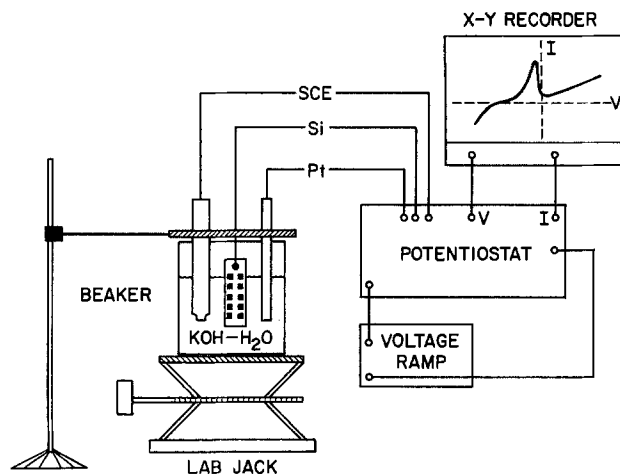 X-Y RECORDER
I
V
SCE
Si
Pt
V
I
POTENTIOSTAT
BEAKER
KOH-H₂O
VOLTAGE
RAMP
LAB JACK